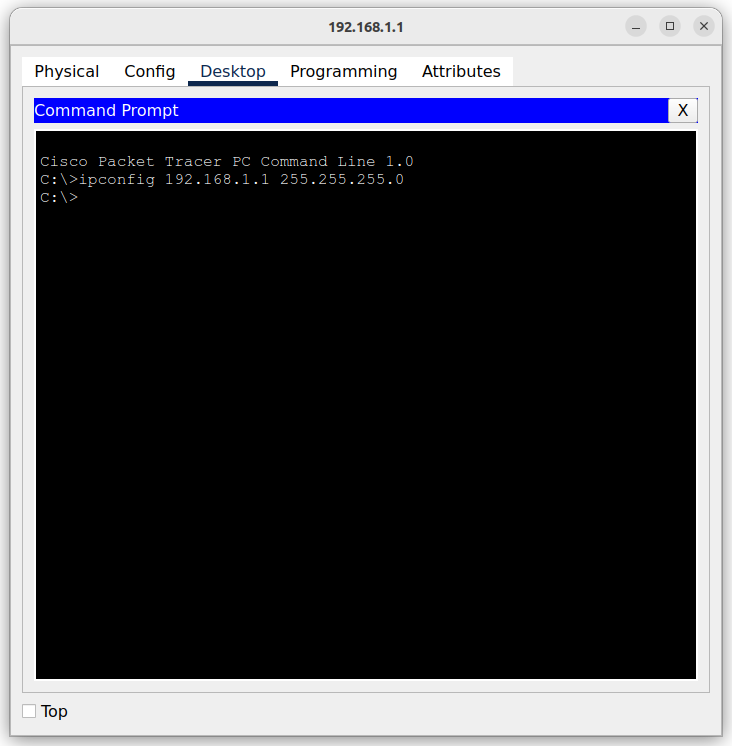 192.168.1.1
Physical Config Desktop Programming Attributes
Command Prompt X
Cisco Packet Tracer PC Command Line 1.0
C:\>ipconfig 192.168.1.1 255.255.255.0
C:\>
Top